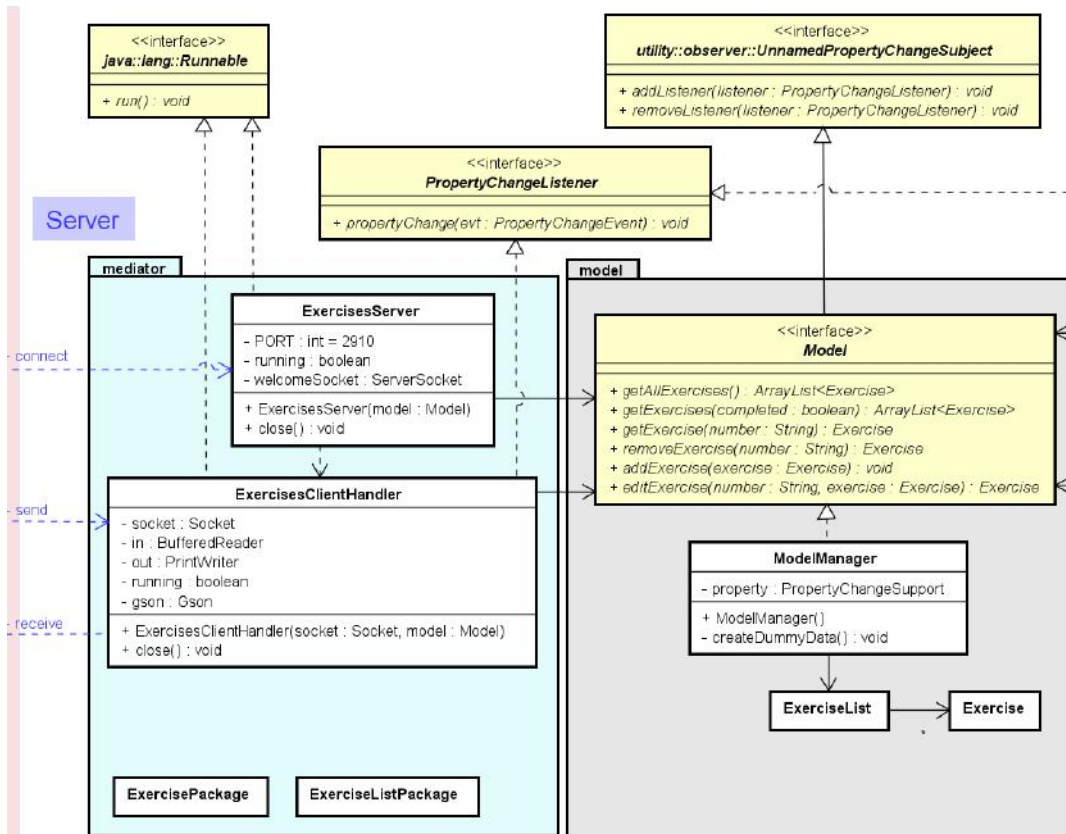 <<interface>>
java::lang::Runnable
+ run() : void
<<interface>>
utility::observer::UnnamedPropertyChangeSubject
+ addListener(listener : PropertyChangeListener) : void
+ removeListener(listener : PropertyChangeListener) : void
<<interface>>
PropertyChangeListener
+ propertyChange(evt : PropertyChangeEvent) : void
Server
mediator
ExercisesServer
- PORT : int = 2910
- running : boolean
- welcomeSocket : ServerSocket
+ ExercisesServer(model : Model)
+ close() : void
connect
ExercisesClientHandler
- socket : Socket
- in : BufferedReader
- out : PrintWriter
- running : boolean
- gson : Gson
+ ExercisesClientHandler(socket : Socket, model : Model)
+ close() : void
send
receive
ExercisePackage
ExerciseListPackage
model
<<interface>>
Model
+ getAllExercises() : ArrayList<Exercise>
+ getExercises(completed : boolean) : ArrayList<Exercise>
+ getExercise(number : String) : Exercise
+ removeExercise(number : String) : Exercise
+ addExercise(exercise : Exercise) : void
+ editExercise(number : String, exercise : Exercise) : Exercise
ModelManager
- property : PropertyChangeSupport
+ ModelManager()
- createDummyData() : void
ExerciseList
Exercise
*